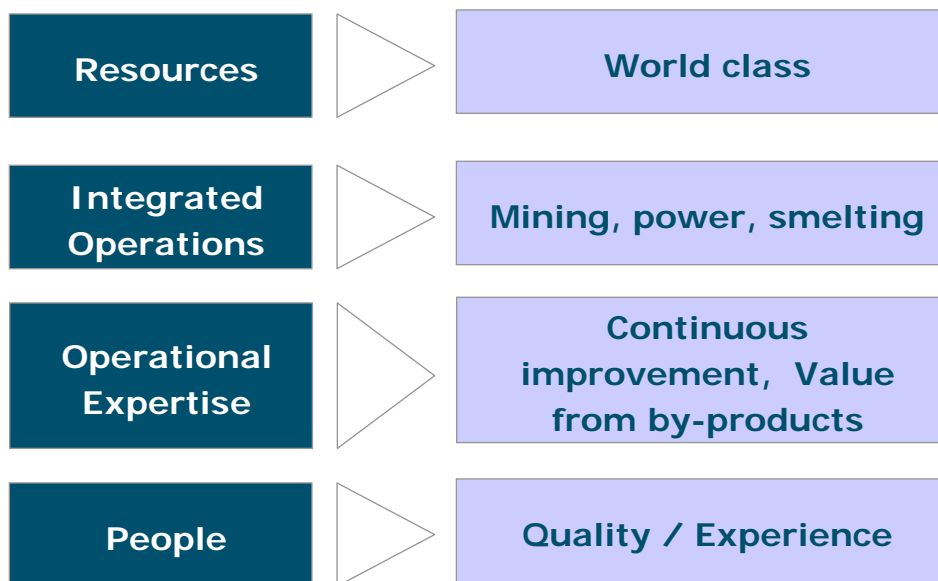 Resources
World class
Integrated
Operations
Mining, power, smelting
Operational
Expertise
Continuous
improvement,  Value
from by-products
People
Quality / Experience